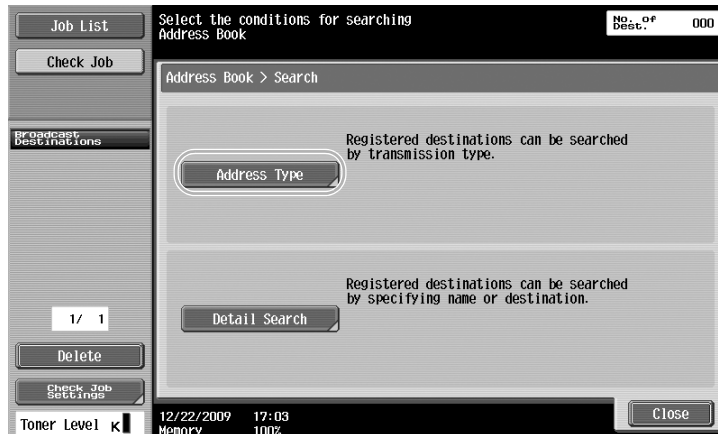 Job List
Check Job
Broadcast
Destinations
1/ 1
Delete
Check Job
Settings
Toner Level K
Select the conditions for searching
Address Book
No. of
Dest.
000
Address Book > Search
Registered destinations can be searched
by transmission type.
Address Type
Registered destinations can be searched
by specifying name or destination.
Detail Search
12/22/2009 17:03
Memory 100%
Close